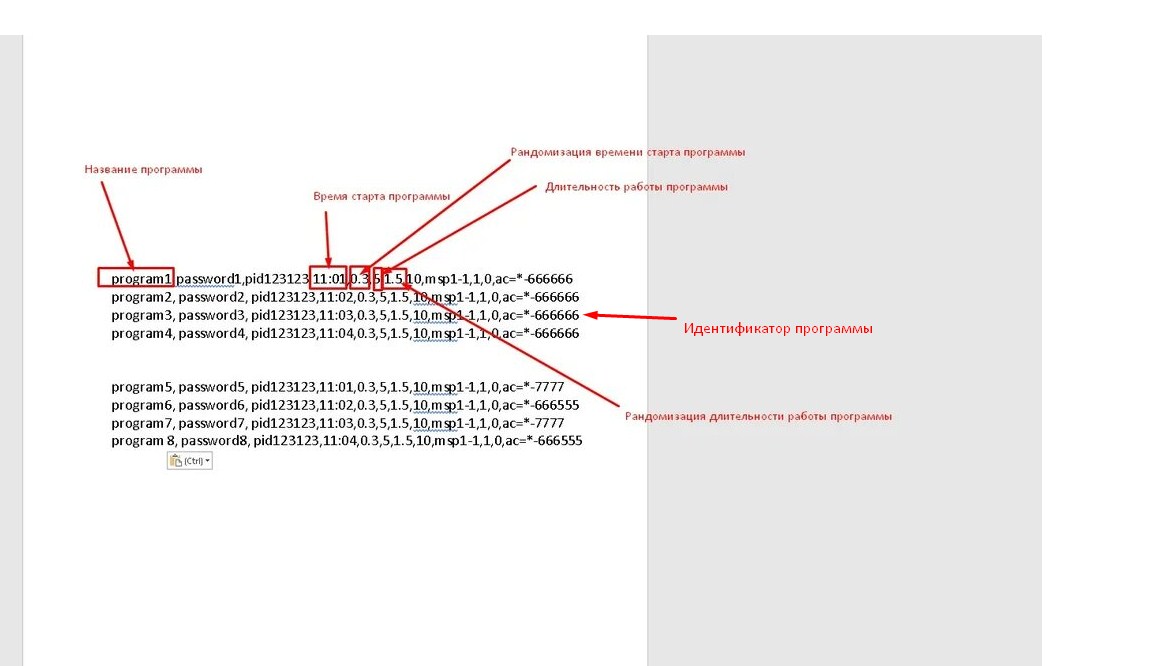 Рандомизация времени старта программы
Название программы
Длительность работы программы
Время старта программы
program1,password1,pid123123,11:01,0.3,5,1.5,10,msp1-1,1,0,ac=*-666666
program2, password2, pid123123,11:02,0.3,5,1.5,10,msp1-1,1,0,ac=*-666666
program3, password3, pid123123,11:03,0.3,5,1.5,10,msp1-1,1,0,ac=*-666666
Идентификатор программы
program4, password4, pid123123,11:04,0.3,5,1.5,10,msp1-1,1,0,ac=*-666666
program5, password5, pid123123,11:01,0.3,5,1.5,10,msp1-1,1,0,ac=*-7777
program6, password6, pid123123,11:02,0.3,5,1.5,10,msp1-1,1,0,ac=*-666555
Рандомизация длительности работы программы
program7, password7, pid123123,11:03,0.3,5,1.5,10,msp1-1,1,0,ac=*-7777
program 8, password8, pid123123,11:04,0.3,5,1.5,10,msp1-1,1,0,ac=*-666555
(Ctrl)